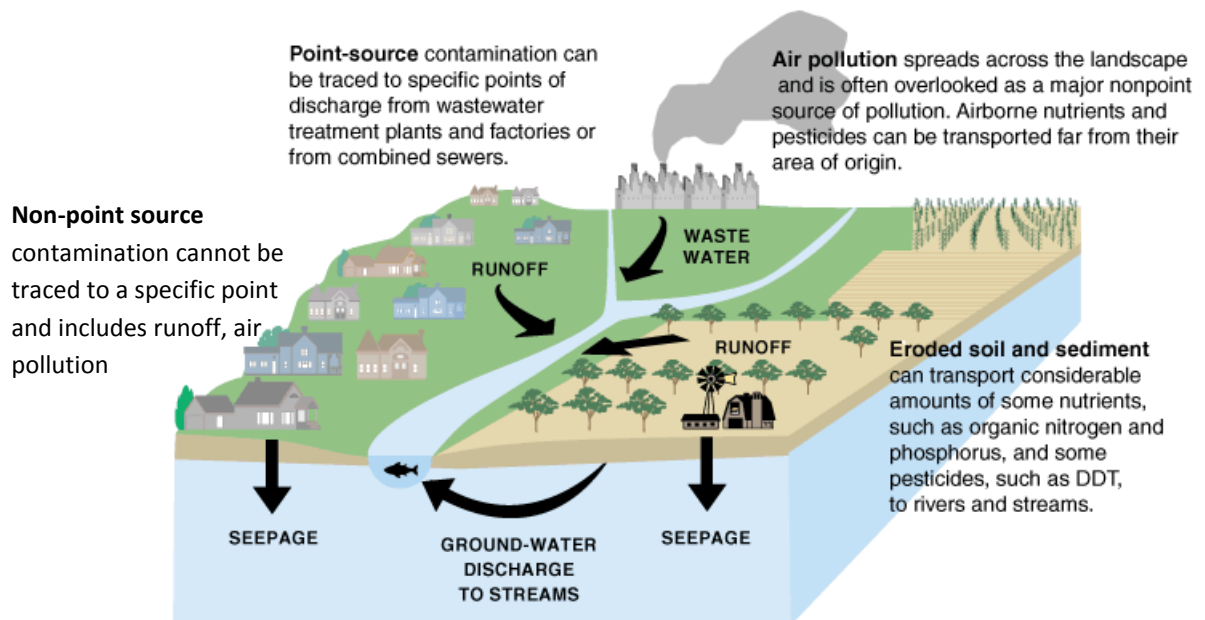 Point-source contamination can
be traced to specific points of
discharge from wastewater
treatment plants and factories or
from combined sewers.
Air pollution spreads across the landscape
and is often overlooked as a major nonpoint
source of pollution. Airborne nutrients and
pesticides can be transported far from their
area of origin.
Non-point source
contamination cannot be
traced to a specific point
and includes runoff, air
pollution
WASTE
WATER
RUNOFF
RUNOFF
Eroded soil and sediment
can transport considerable
amounts of some nutrients,
such as organic nitrogen and
phosphorus, and some
pesticides, such as DDT,
to rivers and streams.
SEEPAGE
GROUND-WATER
DISCHARGE
TO STREAMS
SEEPAGE